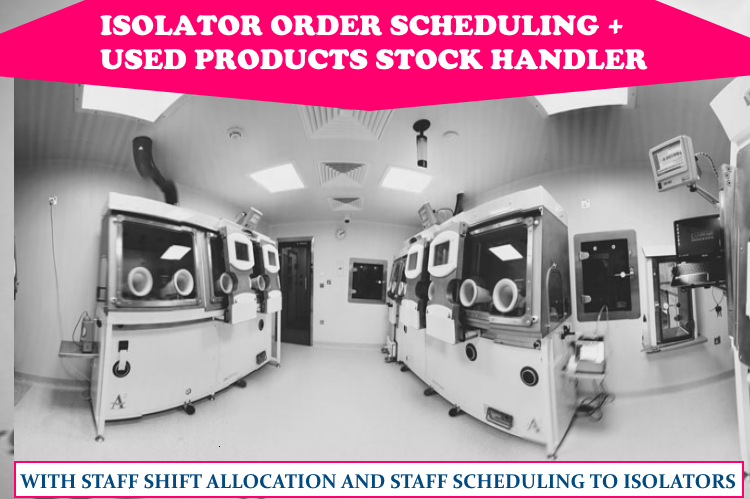 ISOLATOR ORDER SCHEDULING +
USED PRODUCTS STOCK HANDLER
WITH STAFF SHIFT ALLOCATION AND STAFF SCHEDULING TO ISOLATORS